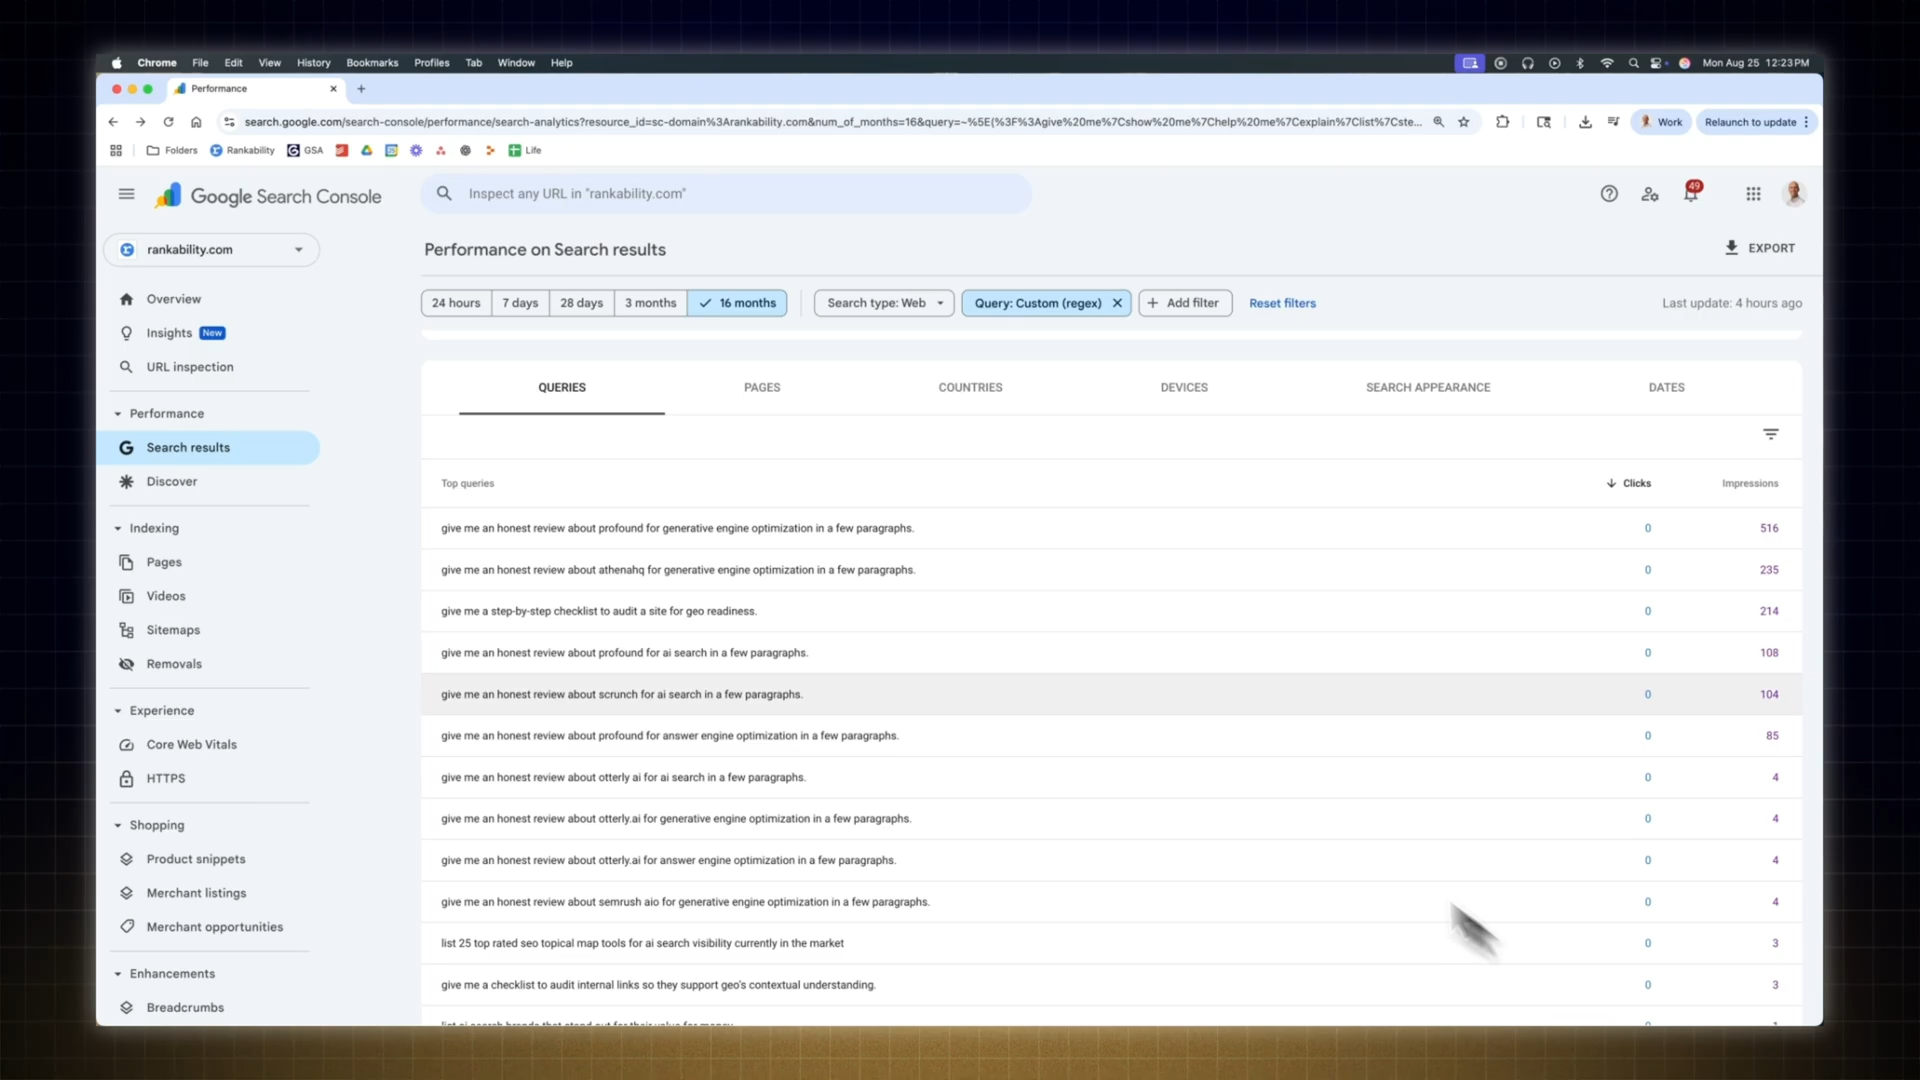 Chrome File Edit View History Bookmarks Profiles Tab Window Help Mon Aug 25 12:23 PM
Performance
search.google.com/search-console/performance/search-analytics?resource_id=sc-domain%3Arankability.com&num_of_months=16&query=~%5E(%3F%3Agive%20me%7Cshow%20me%7Chelp%20me%7Cexplain%7Clist%7Cste... Work Relaunch to update
Folders Rankability GSA Life
Google Search Console Inspect any URL in "rankability.com" 49
rankability.com Performance on Search results EXPORT
24 hours 7 days 28 days 3 months 16 months Search type: Web Query: Custom (regex) Add filter Reset filters Last update: 4 hours ago
Overview
Insights New
URL inspection
Performance
Search results
Discover
Indexing
Pages
Videos
Sitemaps
Removals
Experience
Core Web Vitals
HTTPS
Shopping
Product snippets
Merchant listings
Merchant opportunities
Enhancements
Breadcrumbs
QUERIES PAGES COUNTRIES DEVICES SEARCH APPEARANCE DATES
Top queries Clicks Impressions
give me an honest review about profound for generative engine optimization in a few paragraphs. 0 516
give me an honest review about athenahq for generative engine optimization in a few paragraphs. 0 235
give me a step-by-step checklist to audit a site for geo readiness. 0 214
give me an honest review about profound for ai search in a few paragraphs. 0 108
give me an honest review about scrunch for ai search in a few paragraphs. 0 104
give me an honest review about profound for answer engine optimization in a few paragraphs. 0 85
give me an honest review about otterly ai for ai search in a few paragraphs. 0 4
give me an honest review about otterly.ai for generative engine optimization in a few paragraphs. 0 4
give me an honest review about otterly.ai for answer engine optimization in a few paragraphs. 0 4
give me an honest review about semrush aio for generative engine optimization in a few paragraphs. 0 4
list 25 top rated seo topical map tools for ai search visibility currently in the market 0 3
give me a checklist to audit internal links so they support geo's contextual understanding. 0 3